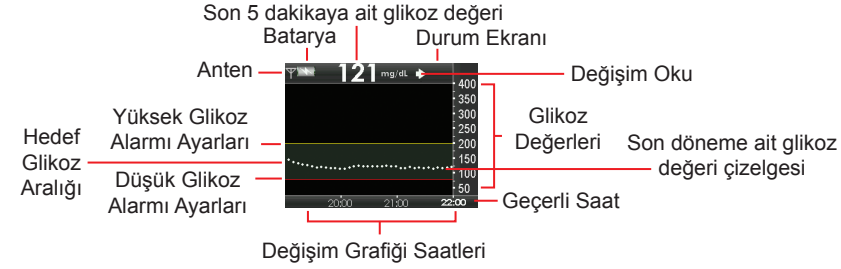 Son 5 dakikaya ait glikoz değeri
Batarya
Durum Ekranı
Anten
121 mg/dL
Değişim Oku
400
350
300
250
200
150
100
50
Yüksek Glikoz
Alarmı Ayarları
Glikoz
Değerleri
Hedef
Glikoz
Aralığı
Son döneme ait glikoz
değeri çizelgesi
Düşük Glikoz
Alarmı Ayarları
20:00 21:00 22:00
Geçerli Saat
Değişim Grafiği Saatleri